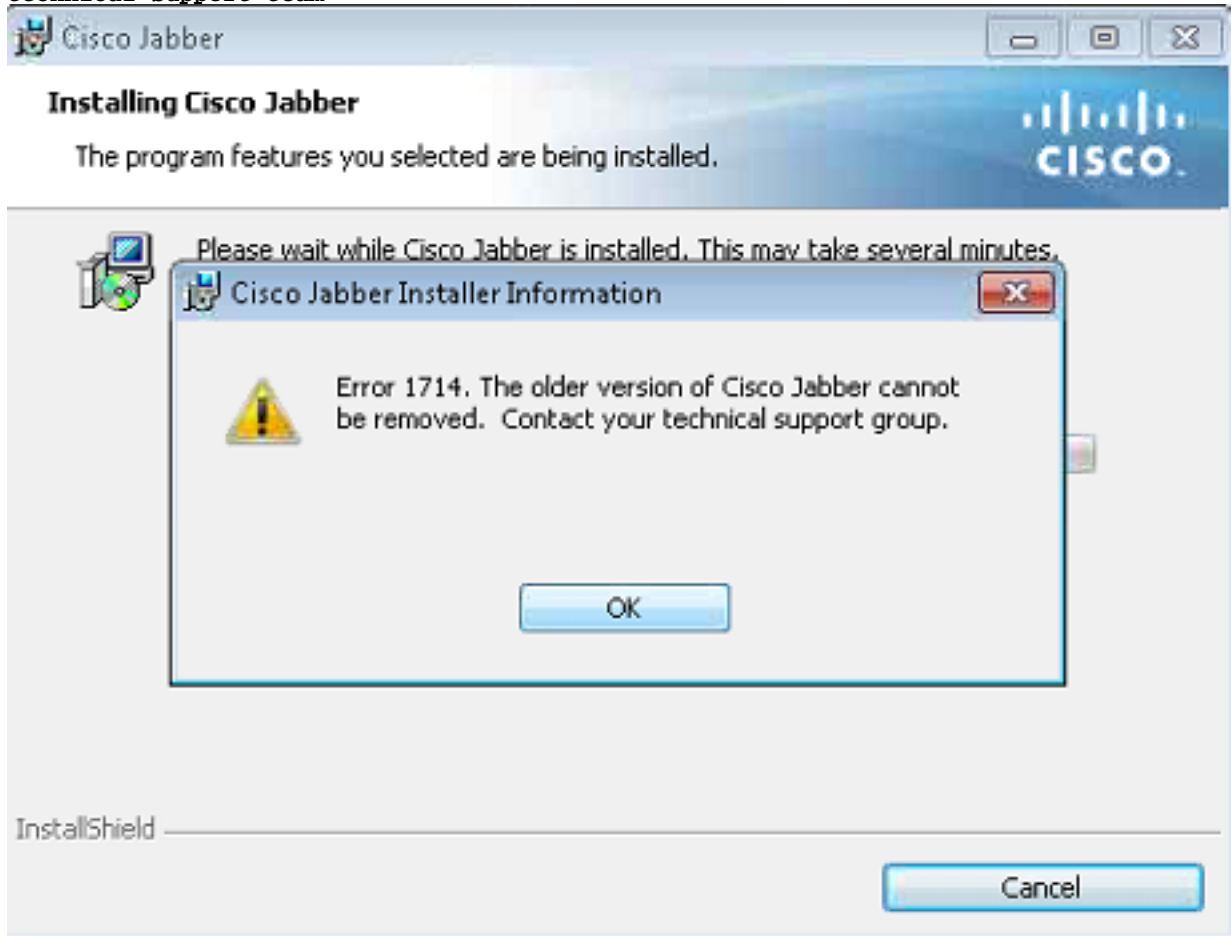 Cisco Jabber
Installing Cisco Jabber
The program features you selected are being installed.
CISCO.
Please wait while Cisco Jabber is installed. This may take several minutes.
Cisco Jabber Installer Information
Error 1714. The older version of Cisco Jabber cannot
be removed. Contact your technical support group.
OK
InstallShield
Cancel